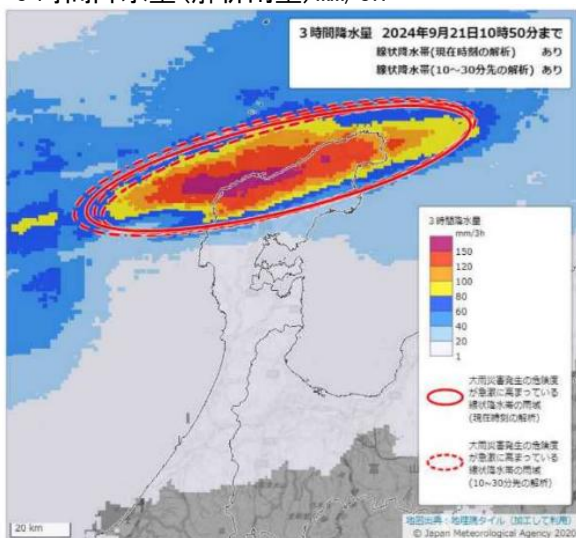 3時間降水量 2024年9月21日10時50分まで
線状降水帯(現在時刻の解析) あり
線状降水帯(10～30分先の解析) あり
3時間降水量
mm/3h
150
120
100
80
60
40
20
1
大雨災害発生の危険度
が急激に高まっている
線状降水帯の雨域
(現在時刻の解析)
大雨災害発生の危険度
が急激に高まっている
線状降水帯の雨域
(10～30分先の解析)
20 km
地図出典：地理院タイル（加工して利用）
© Japan Meteorological Agency 2020